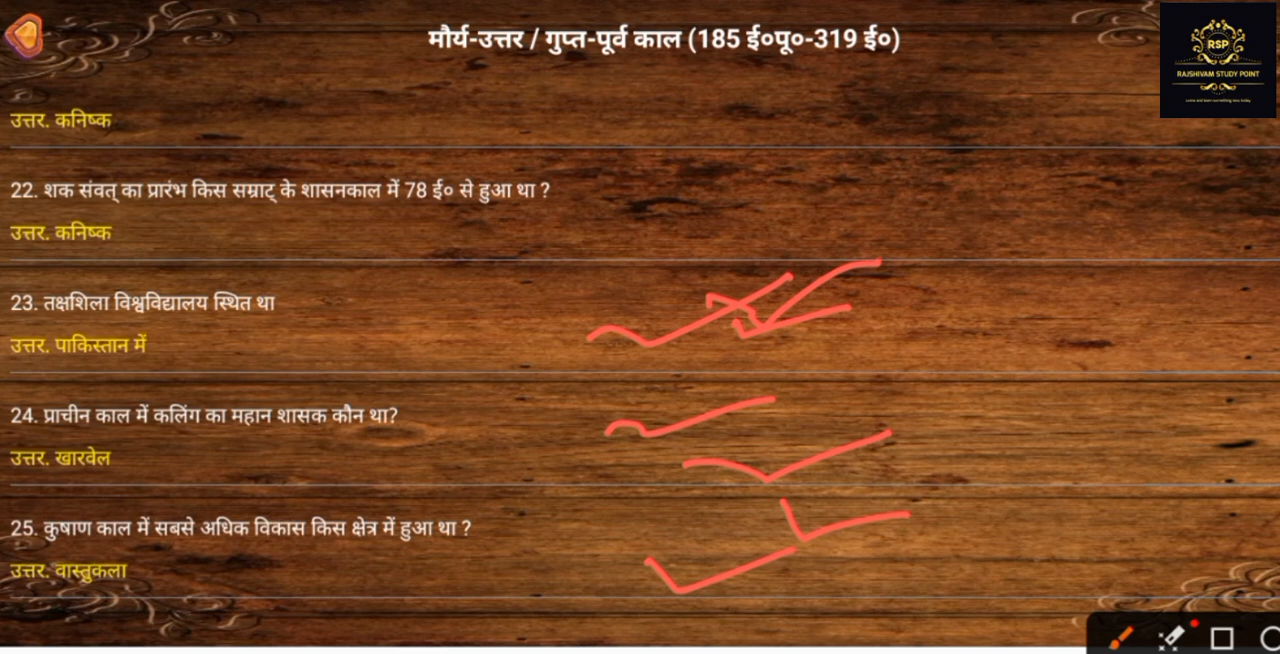 मौर्य-उत्तर / गुप्त-पूर्व काल (185 ई०पू०-319 ई०)
RSP
RAJSHIVAM STUDY POINT
उत्तर. कनिष्क
22. शक संवत् का प्रारंभ किस सम्राट् के शासनकाल में 78 ई० से हुआ था ?
उत्तर. कनिष्क
23. तक्षशिला विश्वविद्यालय स्थित था
उत्तर. पाकिस्तान में
24. प्राचीन काल में कलिंग का महान शासक कौन था?
उत्तर. खारवेल
25. कुषाण काल में सबसे अधिक विकास किस क्षेत्र में हुआ था ?
उत्तर. वास्तुकला